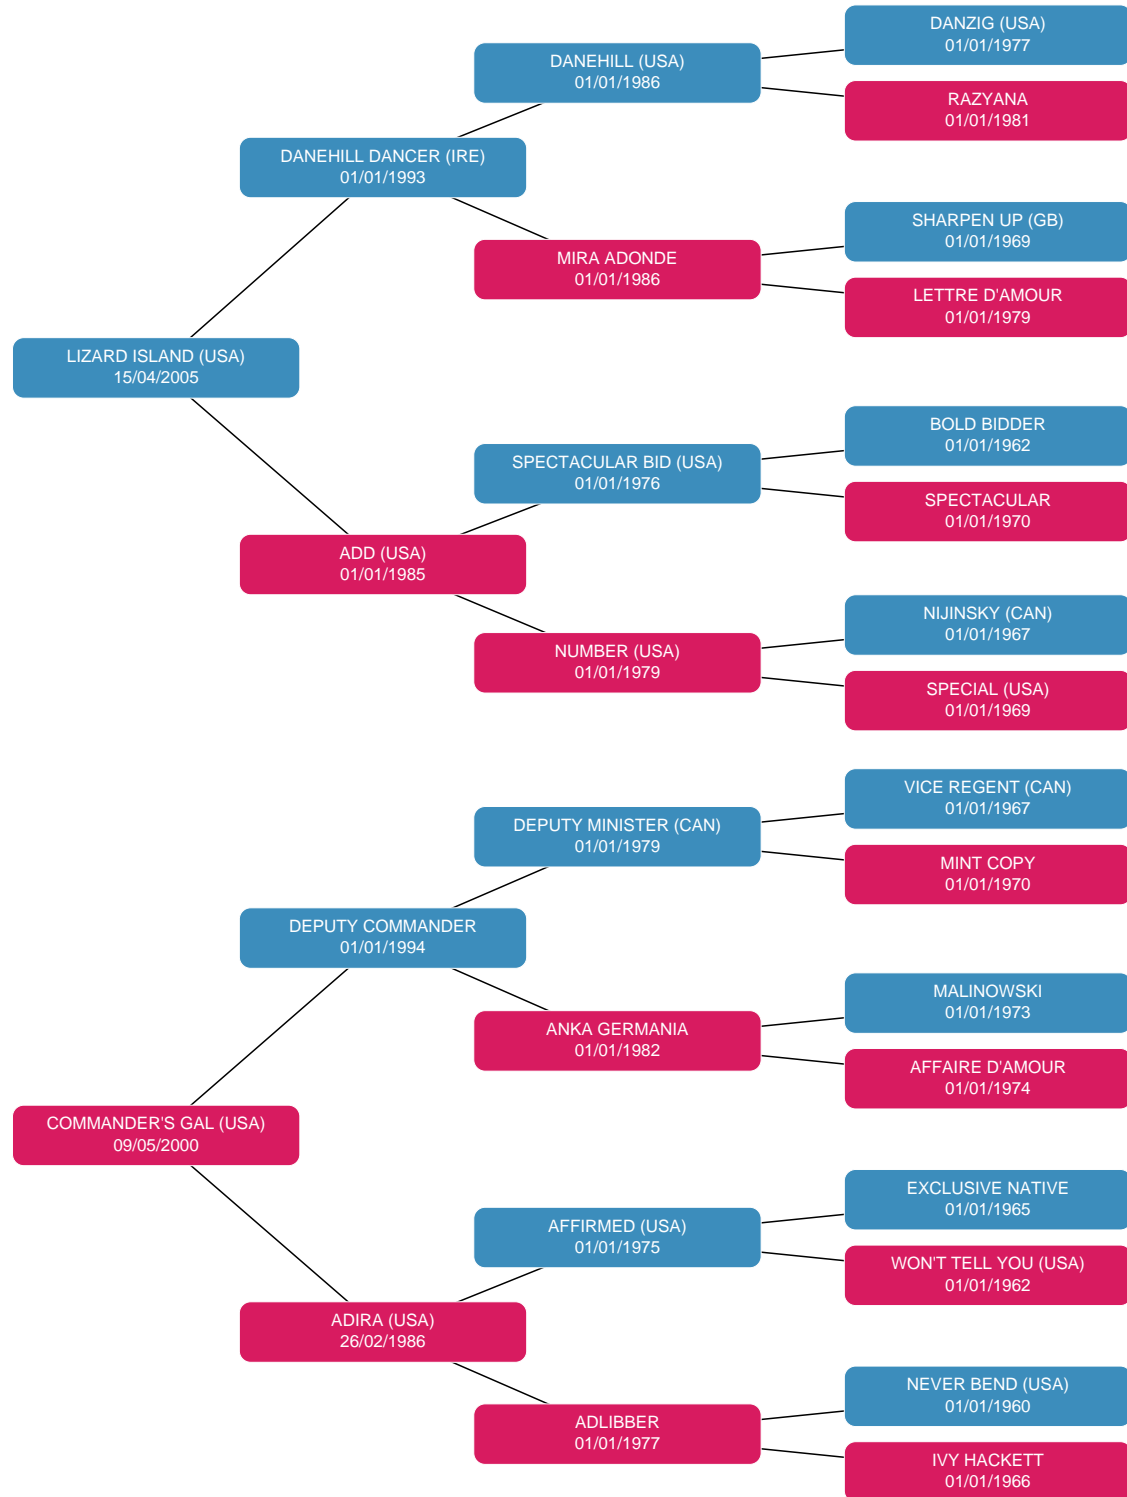 DANZIG (USA)
01/01/1977
DANEHILL (USA)
01/01/1986
RAZYANA
01/01/1981
DANEHILL DANCER (IRE)
01/01/1993
SHARPEN UP (GB)
01/01/1969
MIRA ADONDE
01/01/1986
LETTRE D'AMOUR
01/01/1979
LIZARD ISLAND (USA)
15/04/2005
BOLD BIDDER
01/01/1962
SPECTACULAR BID (USA)
01/01/1976
SPECTACULAR
01/01/1970
ADD (USA)
01/01/1985
NIJINSKY (CAN)
01/01/1967
NUMBER (USA)
01/01/1979
SPECIAL (USA)
01/01/1969
VICE REGENT (CAN)
01/01/1967
DEPUTY MINISTER (CAN)
01/01/1979
MINT COPY
01/01/1970
DEPUTY COMMANDER
01/01/1994
MALINOWSKI
01/01/1973
ANKA GERMANIA
01/01/1982
AFFAIRE D'AMOUR
01/01/1974
COMMANDER'S GAL (USA)
09/05/2000
EXCLUSIVE NATIVE
01/01/1965
AFFIRMED (USA)
01/01/1975
WON'T TELL YOU (USA)
01/01/1962
ADIRA (USA)
26/02/1986
NEVER BEND (USA)
01/01/1960
ADLIBBER
01/01/1977
IVY HACKETT
01/01/1966